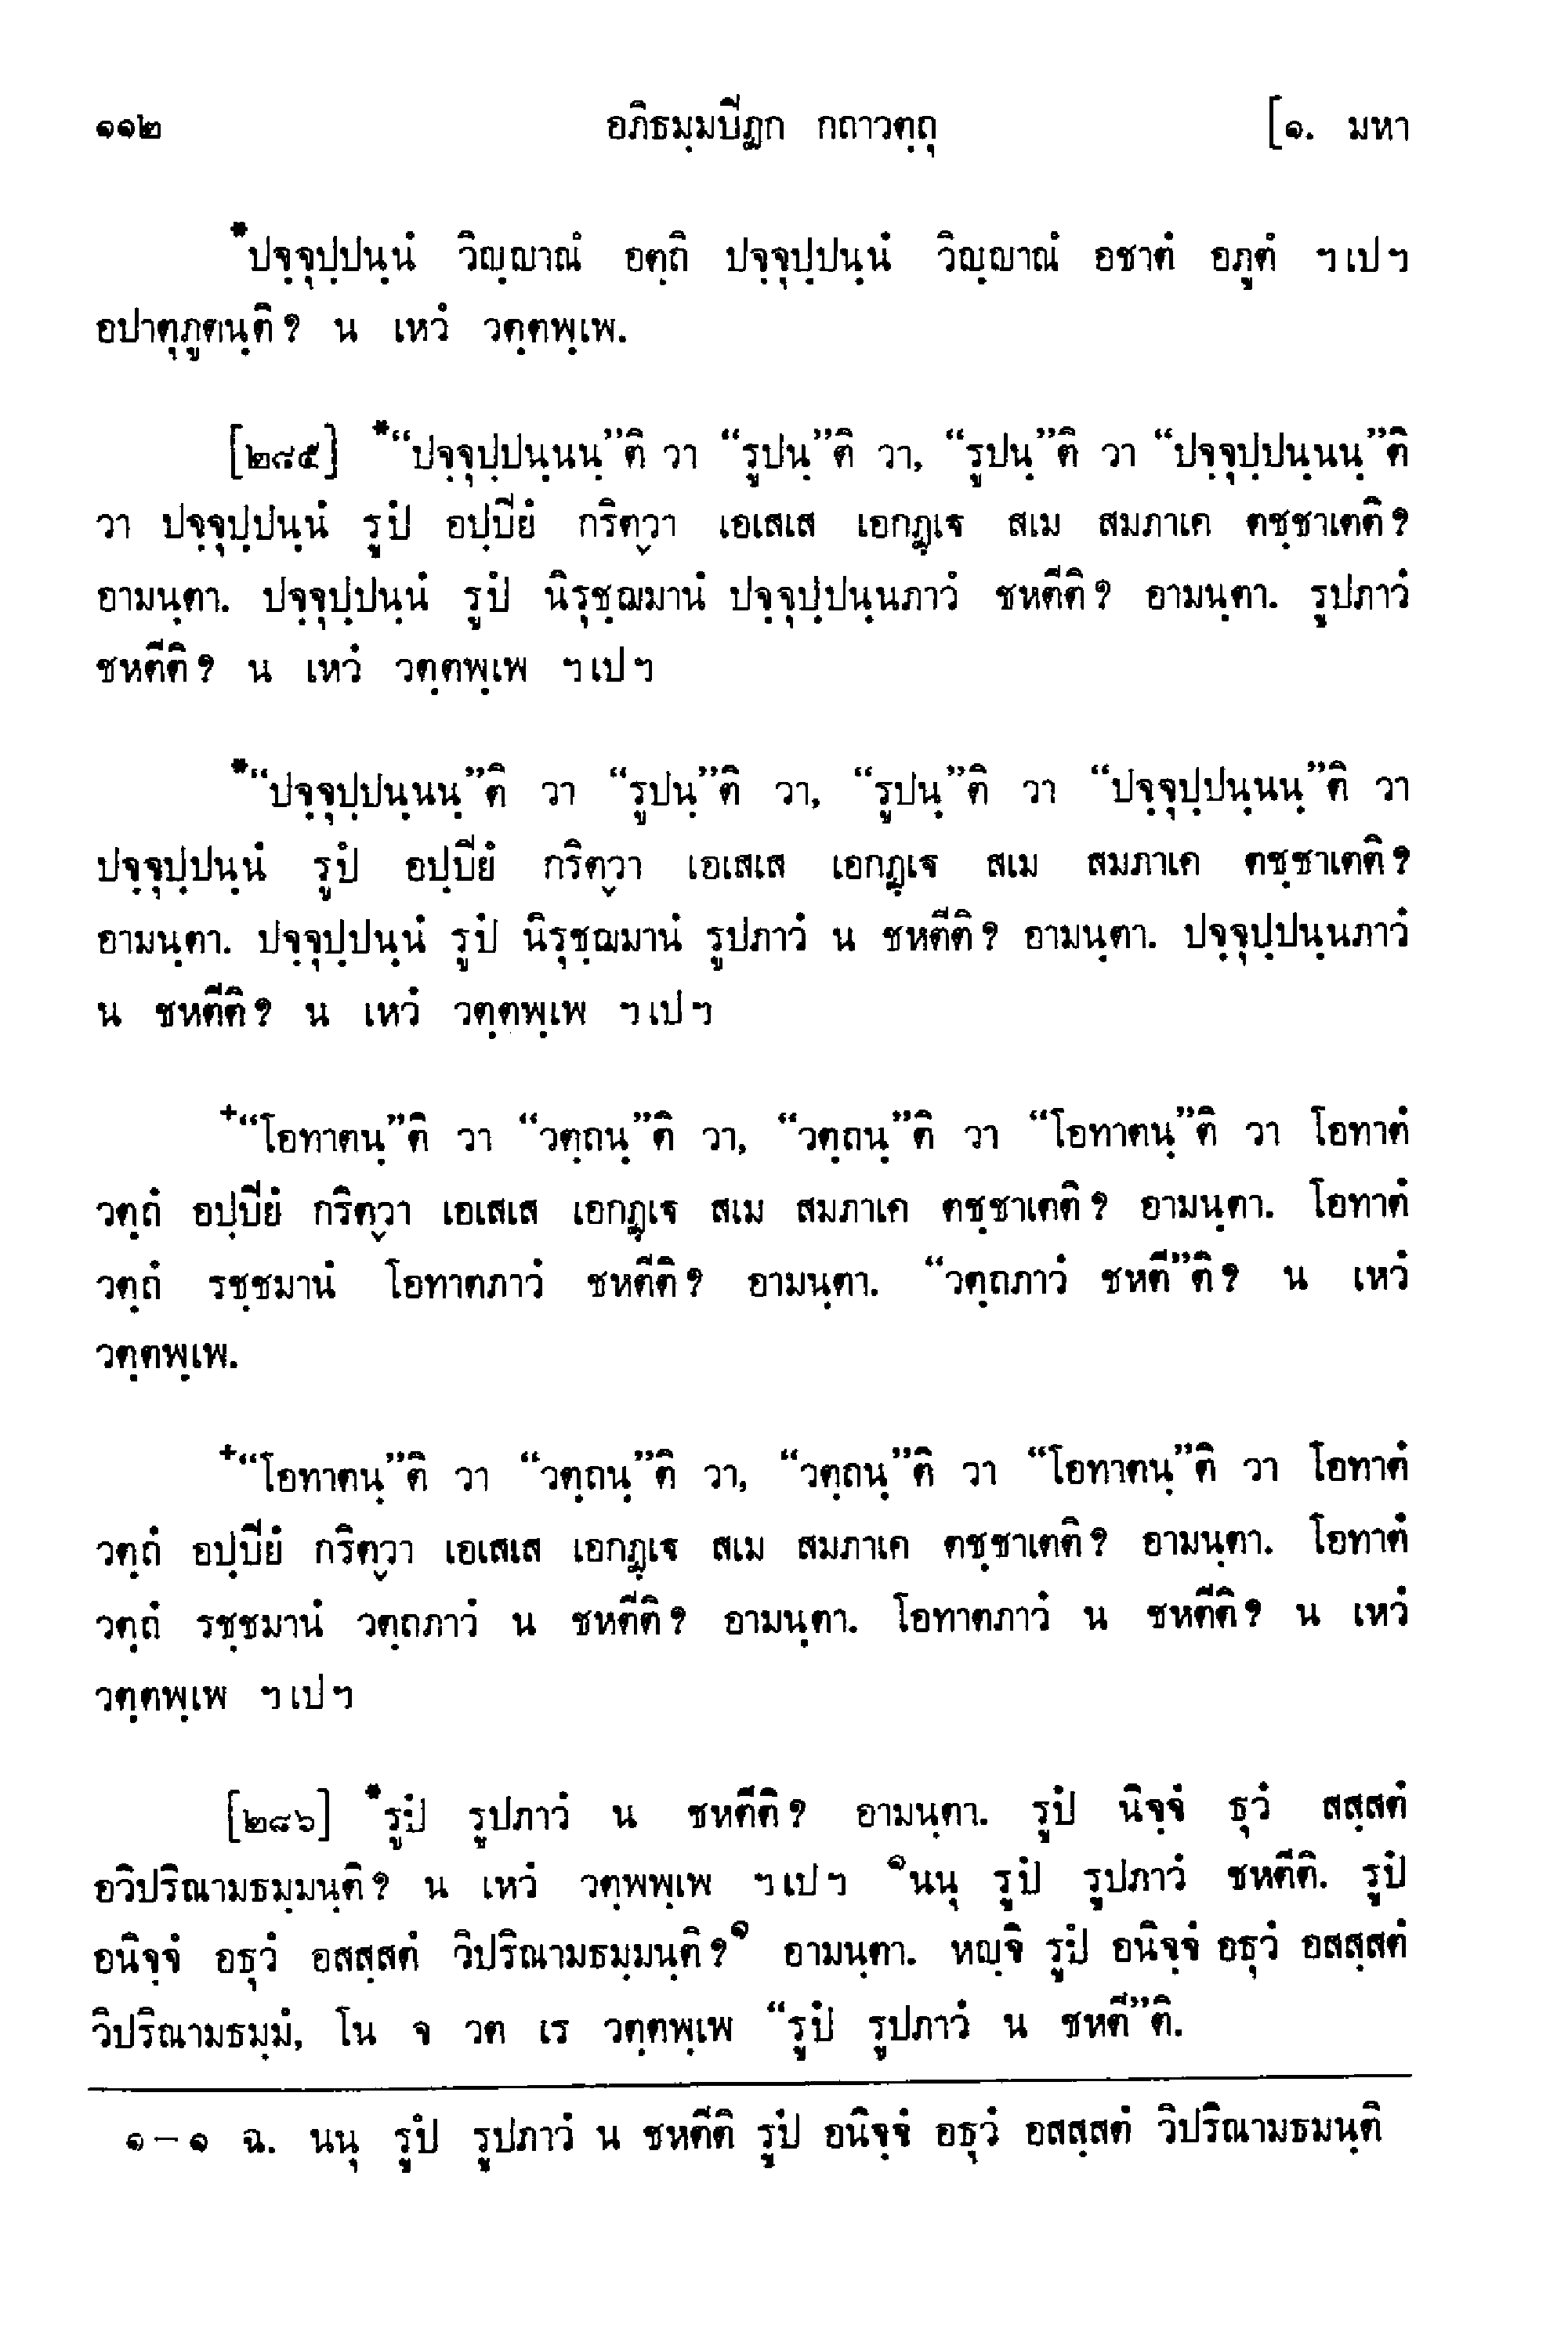 ๑๑๒ อภิธมฺมปีฏก กถาวตฺถุ [๑. มหา
*ปจฺจุปฺปนฺนํ วิญฺญาณํ อตฺถิ ปจฺจุปฺปนฺนํ วิญฺญาณํ อชาตํ อภูตํ ฯเปฯ
อปาตุภูตนฺติ? น เหวํ วตฺตพฺเพ.
[๒๘๕] *“ปจฺจุปฺปนฺนนฺ”ติ วา “รูปนฺ”ติ วา, “รูปนฺ”ติ วา “ปจฺจุปฺปนฺนนฺ”ติ
วา ปจฺจุปฺปนฺนํ รูปํ อปฺปียํ กริตฺวา เอเสเส เอกฏฺเฐ สเม สมภาเค ตชฺชาเตติ?
อามนฺตา. ปจฺจุปฺปนฺนํ รูปํ นิรุชฺฌมานํ ปจฺจุปฺปนฺนภาวํ ชหตีติ? อามนฺตา. รูปภาวํ
ชหตีติ? น เหวํ วตฺตพฺเพ ฯเปฯ
*“ปจฺจุปฺปนฺนนฺ”ติ วา “รูปนฺ”ติ วา, “รูปนฺ”ติ วา “ปจฺจุปฺปนฺนนฺ”ติ วา
ปจฺจุปฺปนฺนํ รูปํ อปฺปียํ กริตฺวา เอเสเส เอกฏฺเฐ สเม สมภาเค ตชฺชาเตติ?
อามนฺตา. ปจฺจุปฺปนฺนํ รูปํ นิรุชฺฌมานํ รูปภาวํ น ชหตีติ? อามนฺตา. ปจฺจุปฺปนฺนภาวํ
น ชหตีติ? น เหวํ วตฺตพฺเพ ฯเปฯ
+“โอทาตนฺ”ติ วา “วตฺถนฺ”ติ วา, “วตฺถนฺ”ติ วา “โอทาตนฺ”ติ วา โอทาตํ
วตฺถํ อปฺปียํ กริตฺวา เอเสเส เอกฏฺเฐ สเม สมภาเค ตชฺชาเตติ? อามนฺตา. โอทาตํ
วตฺถํ รชฺชมานํ โอทาตภาวํ ชหตีติ? อามนฺตา. “วตฺถภาวํ ชหตี”ติ? น เหวํ
วตฺตพฺเพ.
+“โอทาตนฺ”ติ วา “วตฺถนฺ”ติ วา, “วตฺถนฺ”ติ วา “โอทาตนฺ”ติ วา โอทาตํ
วตฺถํ อปฺปียํ กริตฺวา เอเสเส เอกฏฺเฐ สเม สมภาเค ตชฺชาเตติ? อามนฺตา. โอทาตํ
วตฺถํ รชฺชมานํ วตฺถภาวํ น ชหตีติ? อามนฺตา. โอทาตภาวํ น ชหตีติ? น เหวํ
วตฺตพฺเพ ฯเปฯ
[๒๘๖] *รูปํ รูปภาวํ น ชหตีติ? อามนฺตา. รูปํ นิจฺจํ ธุวํ สสฺสตํ
อวิปริณามธมฺมนฺติ? น เหวํ วตฺพพฺเพ ฯเปฯ ๑นนุ รูปํ รูปภาวํ ชหตีติ. รูปํ
อนิจฺจํ อธุวํ อสสฺสตํ วิปริณามธมฺมนฺติ?๑ อามนฺตา. หญฺจิ รูปํ อนิจฺจํ อธุวํ อสสฺสตํ
วิปริณามธมฺมํ, โน จ วต เร วตฺตพฺเพ “รูปํ รูปภาวํ น ชหตี”ติ.
๑–๑ ฉ. นนุ รูปํ รูปภาวํ น ชหตีติ รูปํ อนิจฺจํ อธุวํ อสสฺสตํ วิปริณามธมนฺติ